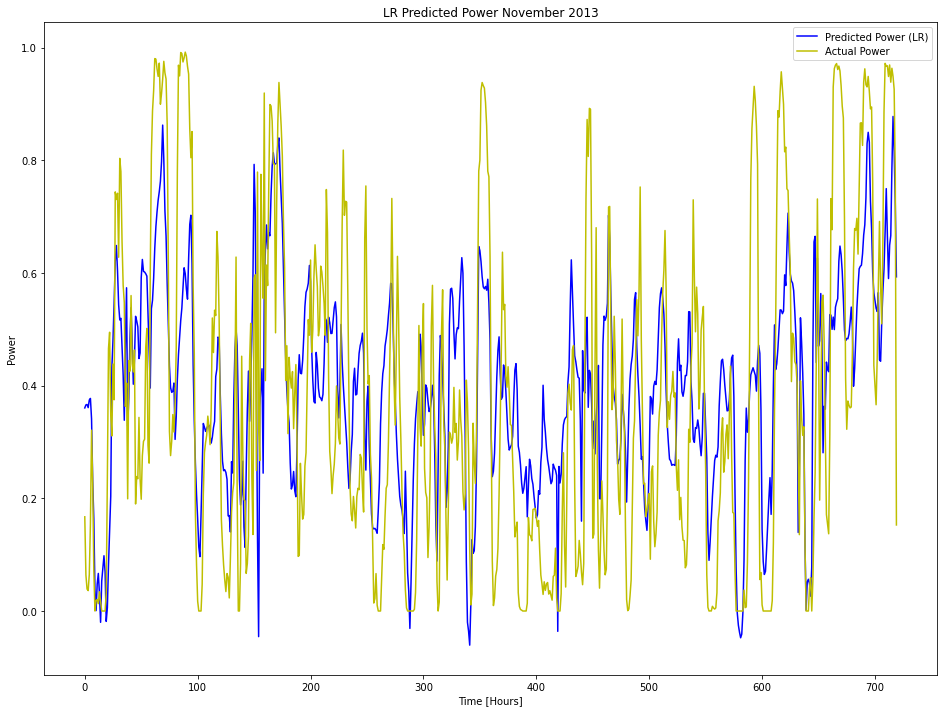 LR Predicted Power November 2013
Predicted Power (LR)
Actual Power
1.0
0.8
0.6
0.4
0.2
0.0
Power
0 100 200 300 400 500 600 700
Time [Hours]